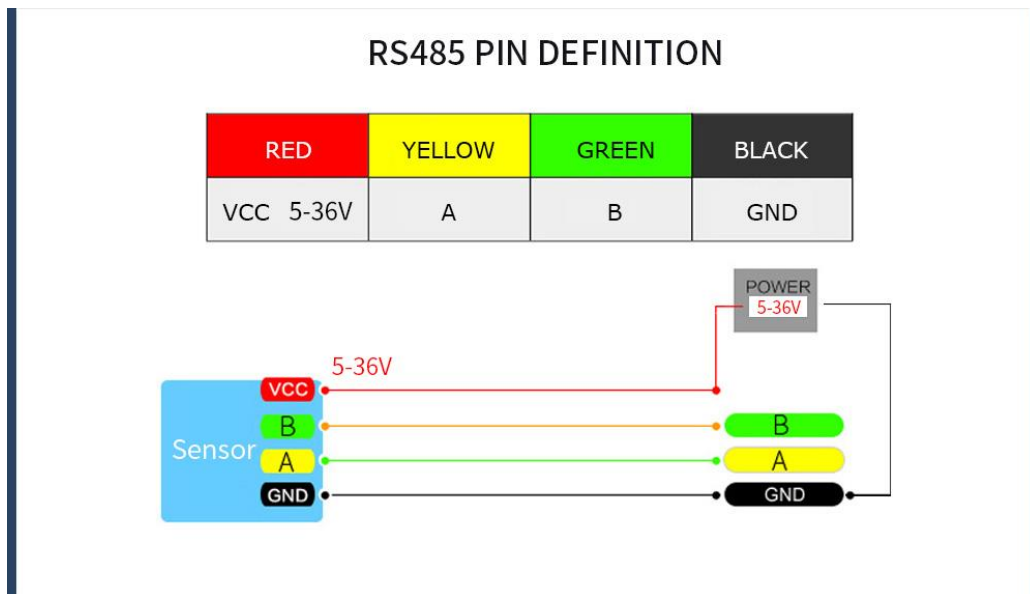 RS485 PIN DEFINITION
RED YELLOW GREEN BLACK
VCC 5-36V A B GND
POWER
5-36V
5-36V
VCC
B B
Sensor
A A
GND GND